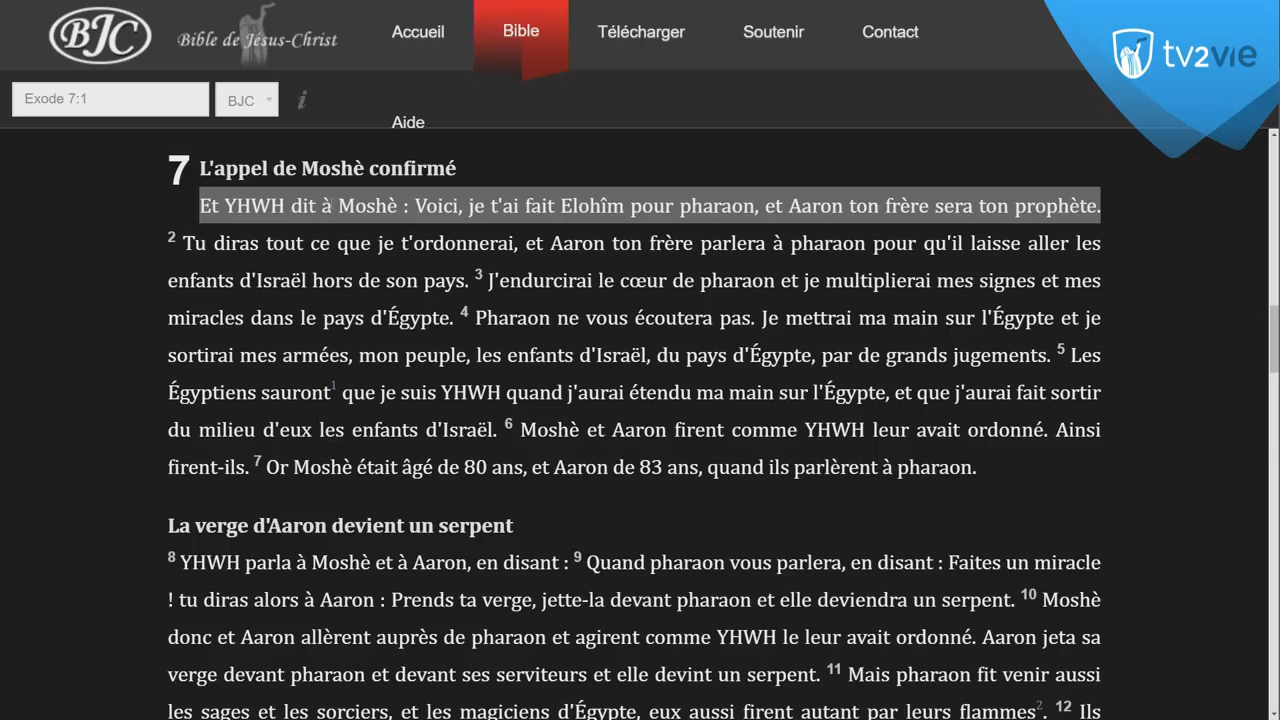 BJC
Bible de Jésus-Christ
Accueil
Bible
Télécharger
Soutenir
Contact
tv2vie
Exode 7:1
BJC
i
Aide
7 L'appel de Moshè confirmé
Et YHWH dit à Moshè : Voici, je t'ai fait Elohîm pour pharaon, et Aaron ton frère sera ton prophète.
2 Tu diras tout ce que je t'ordonnerai, et Aaron ton frère parlera à pharaon pour qu'il laisse aller les
enfants d'Israël hors de son pays. 3 J'endurcirai le cœur de pharaon et je multiplierai mes signes et mes
miracles dans le pays d'Égypte. 4 Pharaon ne vous écoutera pas. Je mettrai ma main sur l'Égypte et je
sortirai mes armées, mon peuple, les enfants d'Israël, du pays d'Égypte, par de grands jugements. 5 Les
Égyptiens sauront1 que je suis YHWH quand j'aurai étendu ma main sur l'Égypte, et que j'aurai fait sortir
du milieu d'eux les enfants d'Israël. 6 Moshè et Aaron firent comme YHWH leur avait ordonné. Ainsi
firent-ils. 7 Or Moshè était âgé de 80 ans, et Aaron de 83 ans, quand ils parlèrent à pharaon.
La verge d'Aaron devient un serpent
8 YHWH parla à Moshè et à Aaron, en disant : 9 Quand pharaon vous parlera, en disant : Faites un miracle
! tu diras alors à Aaron : Prends ta verge, jette-la devant pharaon et elle deviendra un serpent. 10 Moshè
donc et Aaron allèrent auprès de pharaon et agirent comme YHWH le leur avait ordonné. Aaron jeta sa
verge devant pharaon et devant ses serviteurs et elle devint un serpent. 11 Mais pharaon fit venir aussi
les sages et les sorciers, et les magiciens d'Égypte, eux aussi firent autant par leurs flammes2. 12 Ils